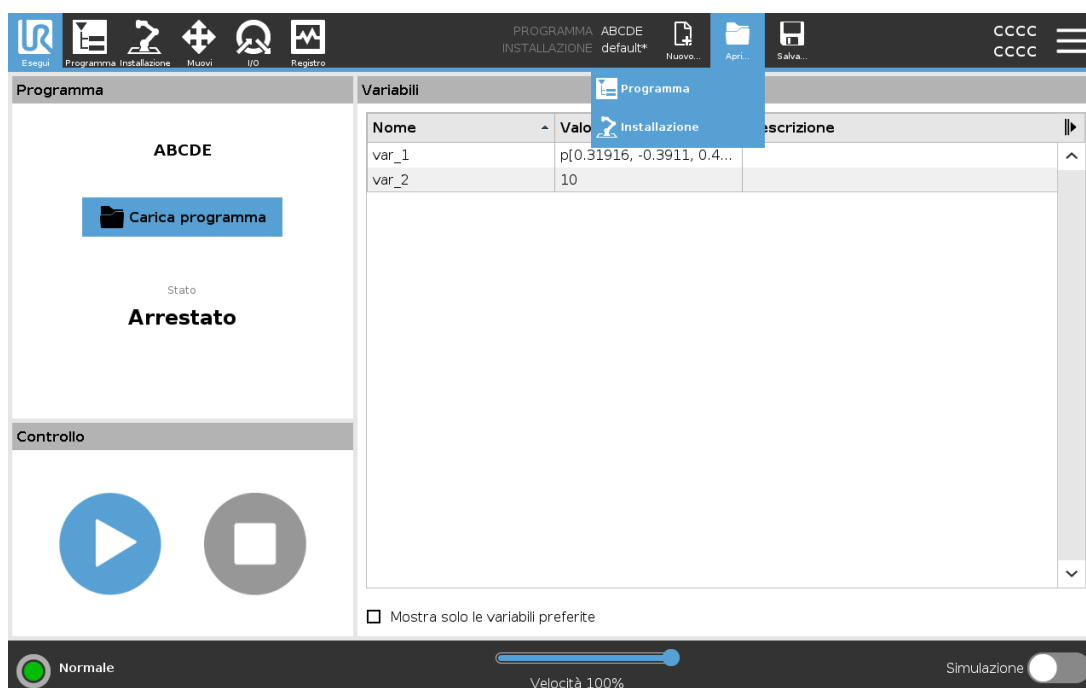 UR
Esegui
Programma
Installazione
Muovi
I/O
Registro
PROGRAMMA ABCDE
INSTALLAZIONE default*
Nuovo...
Apri...
Salva...
CCCC
CCCC
Programma
Installazione
Programma
ABCDE
Carica programma
Stato
Arrestato
Controllo
Variabili
Nome Valo escrizione
var_1 p[0.31916, -0.3911, 0.4...
var_2 10
Mostra solo le variabili preferite
Normale
Velocità 100%
Simulazione